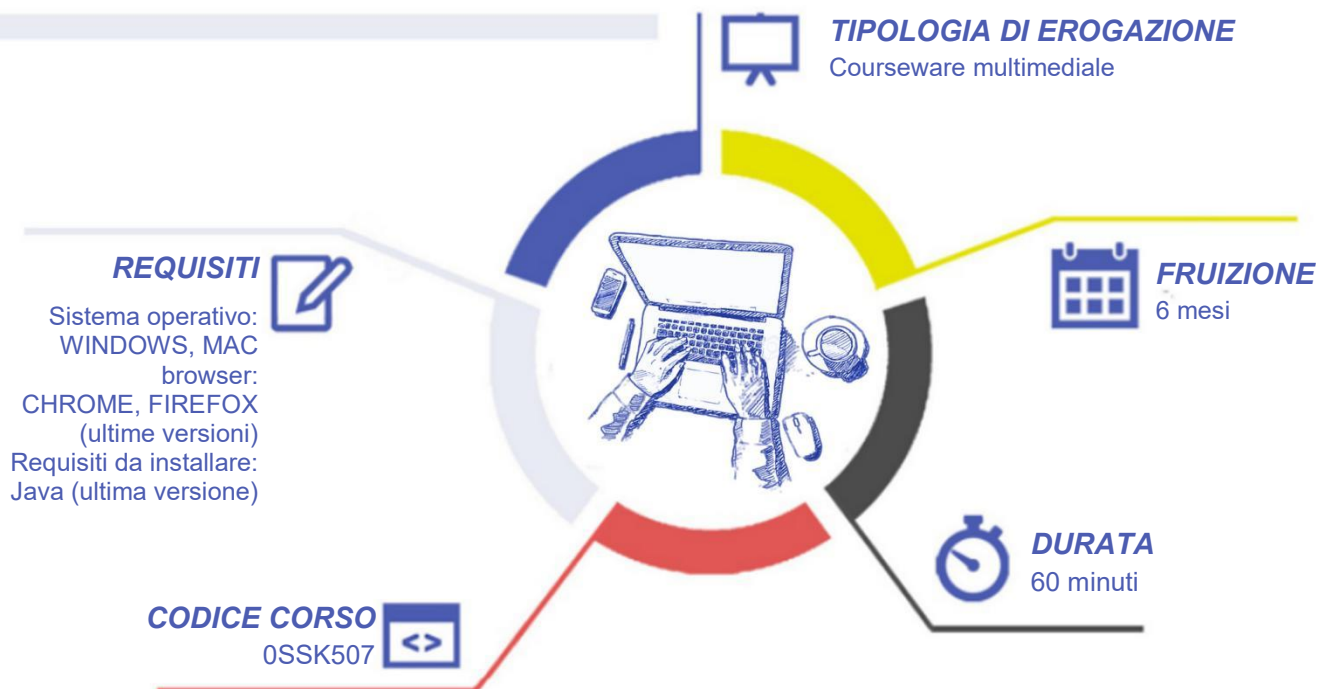 TIPOLOGIA DI EROGAZIONE
Courseware multimediale
REQUISITI
Sistema operativo:
WINDOWS, MAC
browser:
CHROME, FIREFOX
(ultime versioni)
Requisiti da installare:
Java (ultima versione)
FRUIZIONE
6 mesi
DURATA
60 minuti
CODICE CORSO
0SSK507
<>